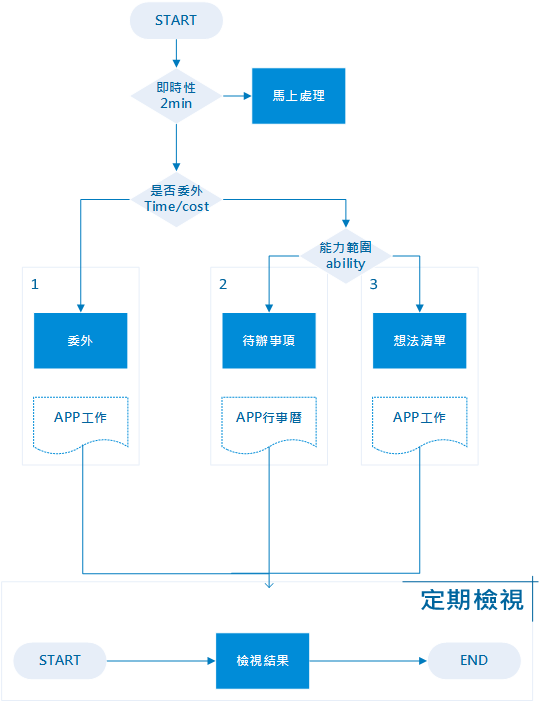 START
即時性
2min
馬上處理
是否委外
Time/cost
能力範圍
ability
1
2
3
委外
待辦事項
想法清單
APP工作
APP行事曆
APP工作
定期檢視
START
檢視結果
END